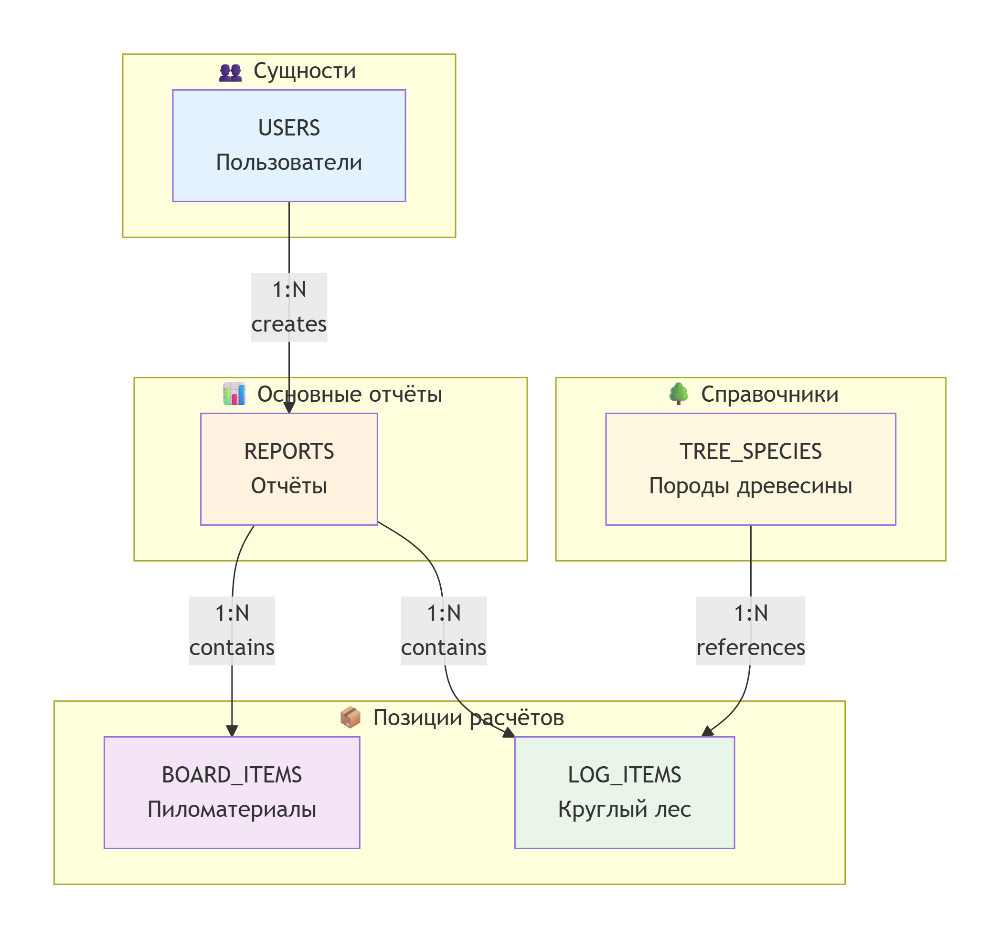 Сущности
USERS
Пользователи
1:N
creates
Основные отчёты
REPORTS
Отчёты
Справочники
TREE_SPECIES
Породы древесины
1:N
contains
1:N
contains
1:N
references
Позиции расчётов
BOARD_ITEMS
Пиломатериалы
LOG_ITEMS
Круглый лес